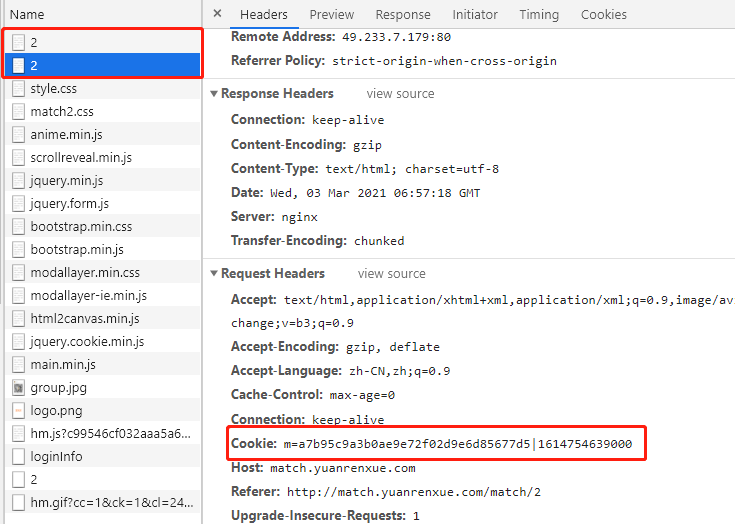 Name
2
2
style.css
match2.css
anime.min.js
scrollreveal.min.js
jquery.min.js
jquery.form.js
bootstrap.min.css
bootstrap.min.js
modallayer.min.css
modallayer-ie.min.js
html2canvas.min.js
jquery.cookie.min.js
main.min.js
group.jpg
logo.png
hm.js?c99546cf032aaa5a6...
loginInfo
2
hm.gif?cc=1&ck=1&cl=24...
× Headers Preview Response Initiator Timing Cookies
Remote Address: 49.233.7.179:80
Referrer Policy: strict-origin-when-cross-origin
▼ Response Headers view source
Connection: keep-alive
Content-Encoding: gzip
Content-Type: text/html; charset=utf-8
Date: Wed, 03 Mar 2021 06:57:18 GMT
Server: nginx
Transfer-Encoding: chunked
▼ Request Headers view source
Accept: text/html,application/xhtml+xml,application/xml;q=0.9,image/av
change;v=b3;q=0.9
Accept-Encoding: gzip, deflate
Accept-Language: zh-CN,zh;q=0.9
Cache-Control: max-age=0
Connection: keep-alive
Cookie: m=a7b95c9a3b0ae9e72f02d9e6d85677d5|1614754639000
Host: match.yuanrenxue.com
Referer: http://match.yuanrenxue.com/match/2
Upgrade-Insecure-Requests: 1